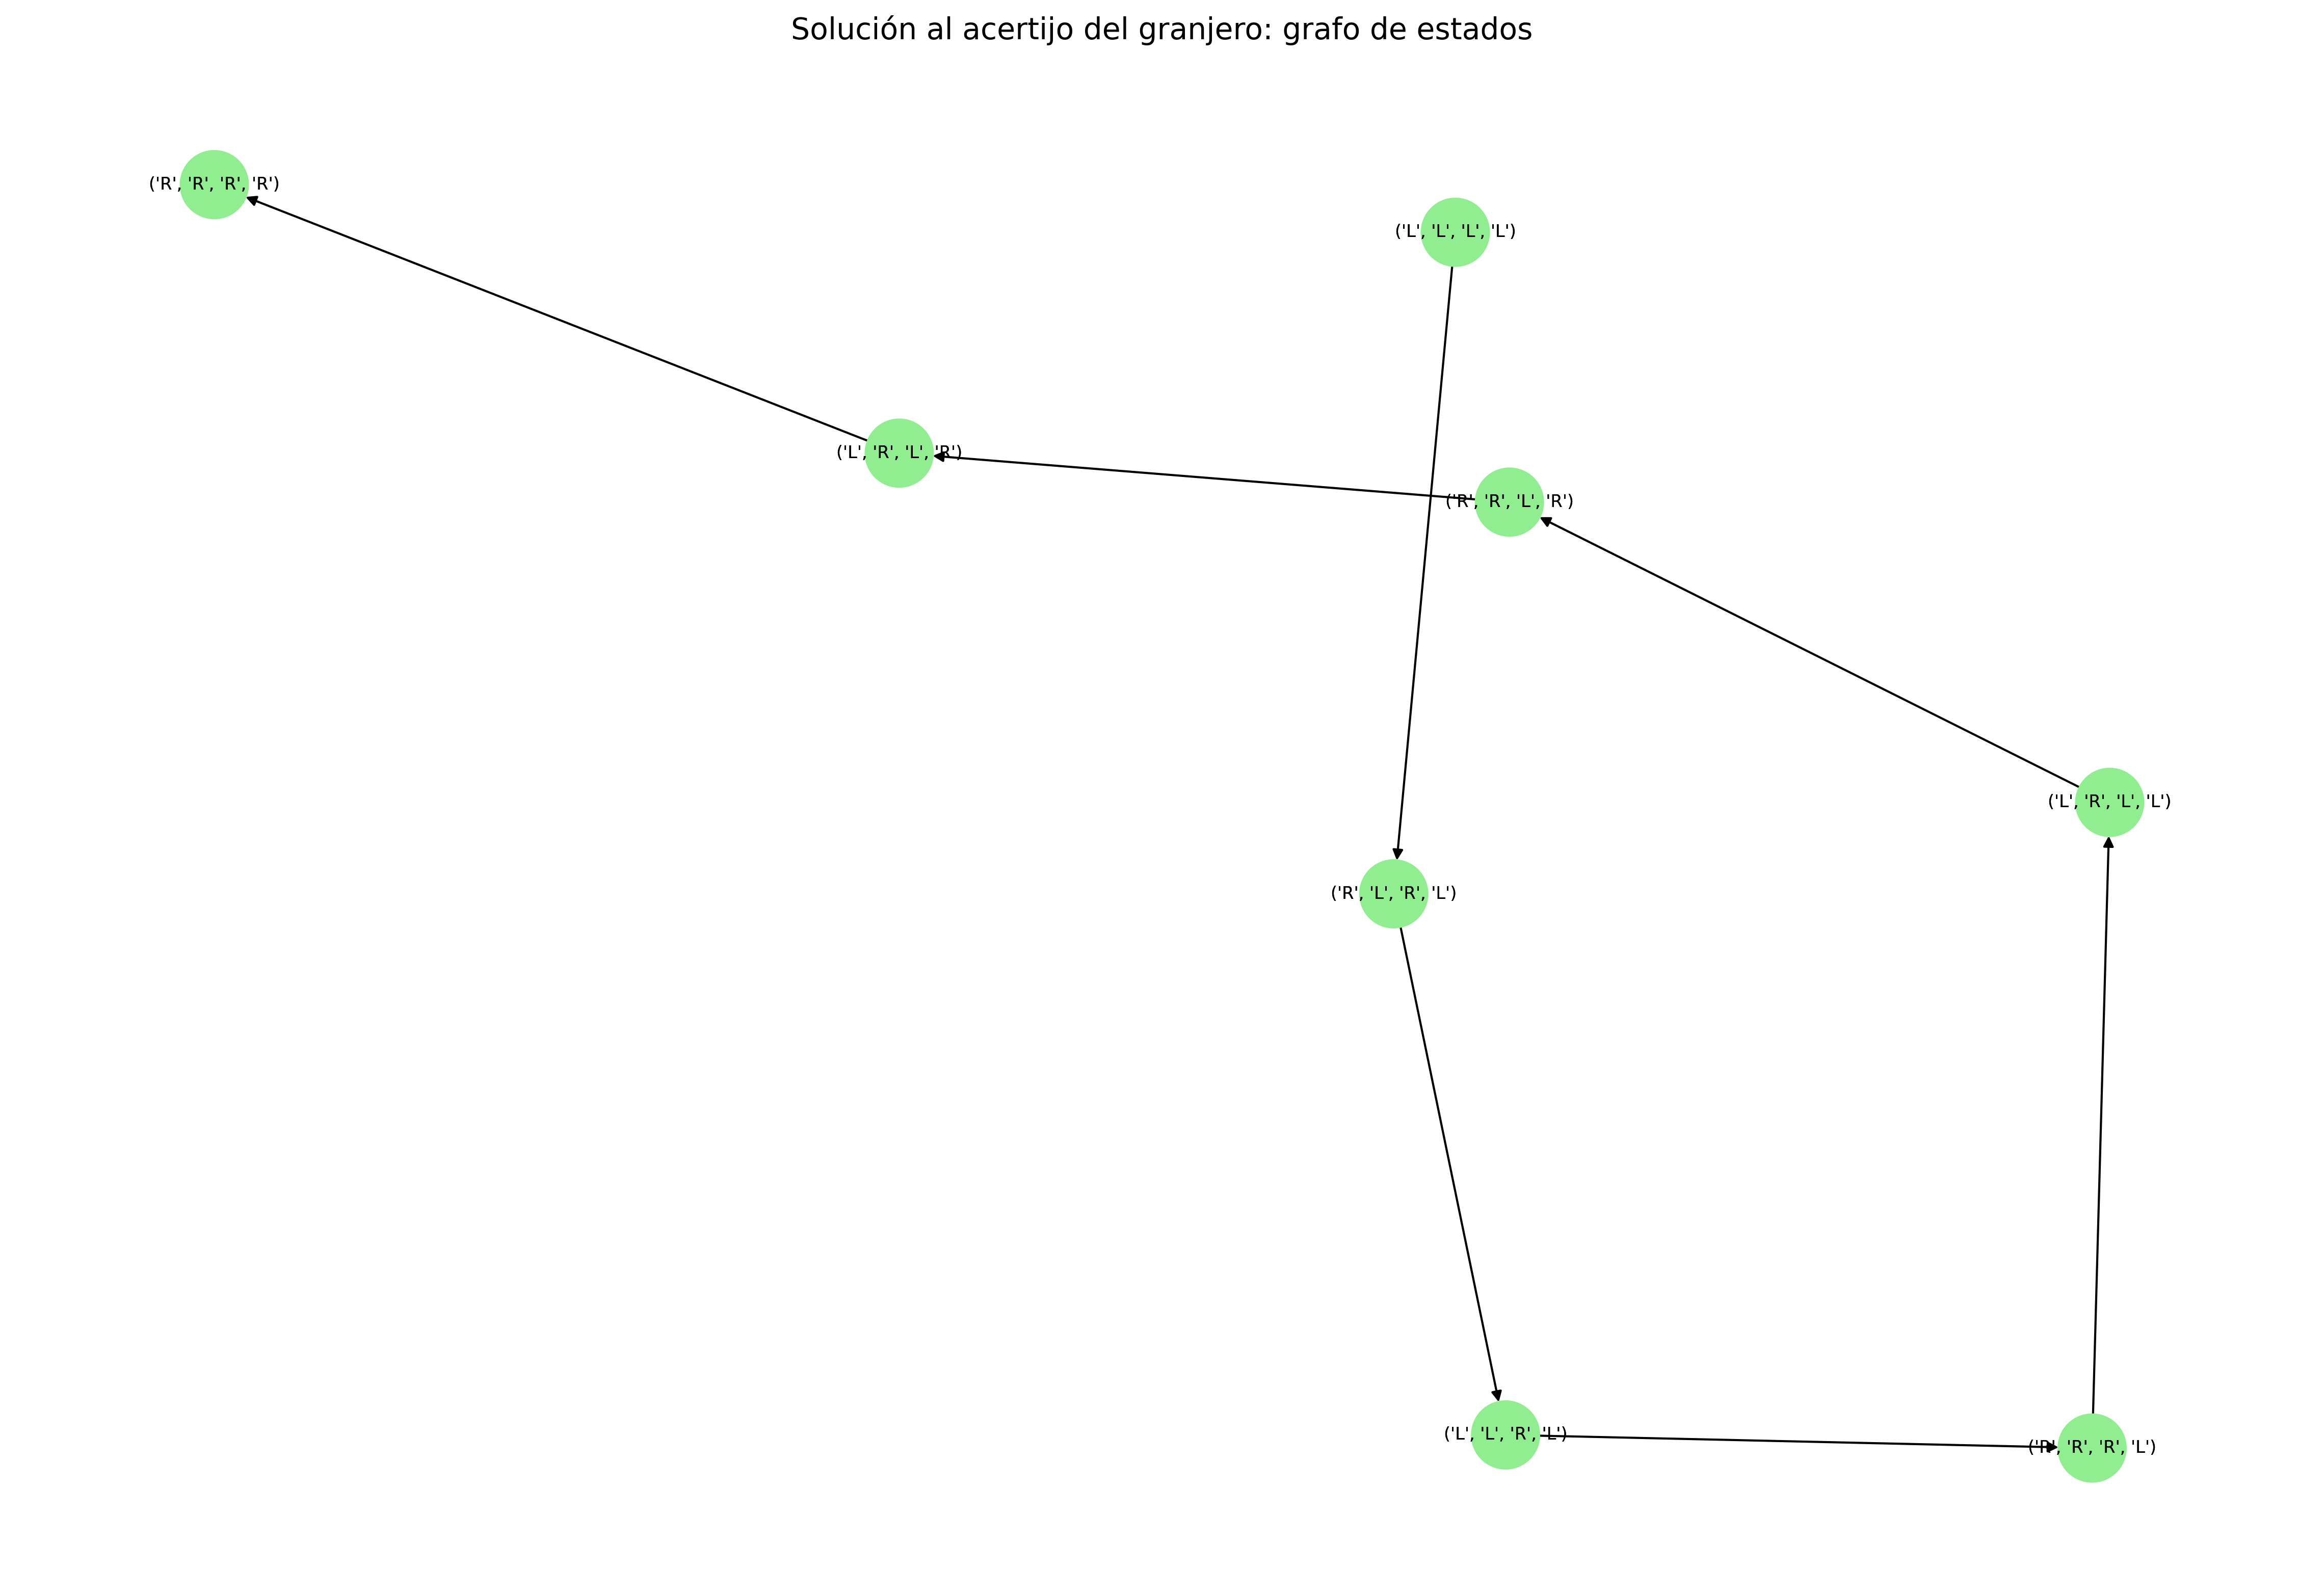 Solución al acertijo del granjero: grafo de estados
('R', 'R', 'R', 'R')
('L', 'L', 'L', 'L')
('L', 'R', 'L', 'R')
('R', 'R', 'L', 'R')
('L', 'R', 'L', 'L')
('R', 'L', 'R', 'L')
('L', 'L', 'R', 'L')
('R', 'R', 'R', 'L')